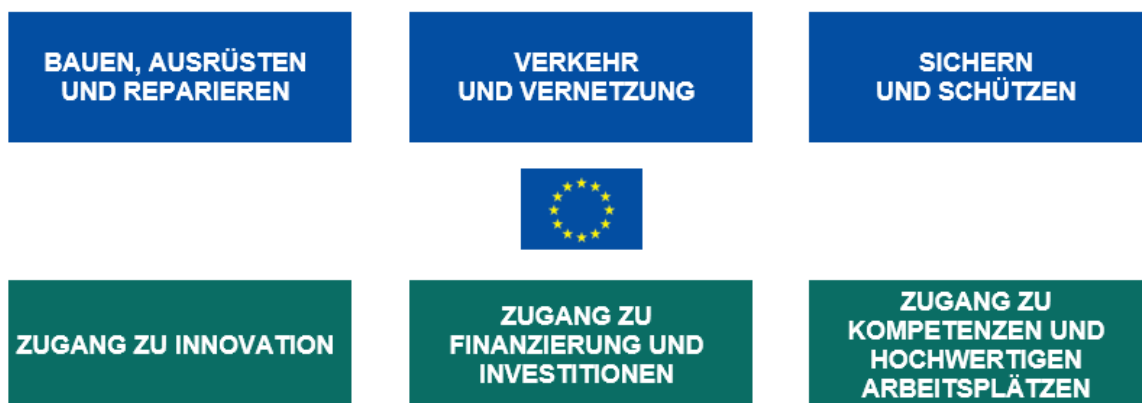 BAUEN, AUSRÜSTEN
UND REPARIEREN
VERKEHR
UND VERNETZUNG
SICHERN
UND SCHÜTZEN
ZUGANG ZU INNOVATION
ZUGANG ZU
FINANZIERUNG UND
INVESTITIONEN
ZUGANG ZU
KOMPETENZEN UND
HOCHWERTIGEN
ARBEITSPLÄTZEN